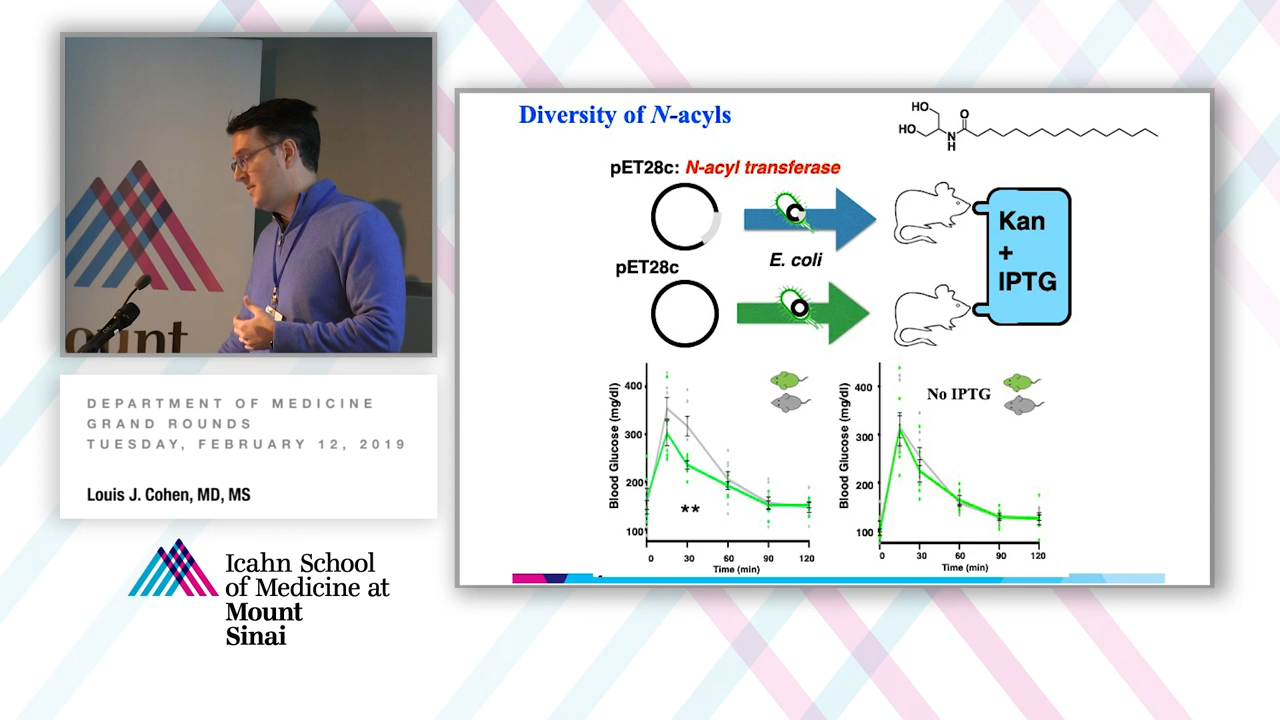 ount
DEPARTMENT OF MEDICINE
GRAND ROUNDS
TUESDAY, FEBRUARY 12, 2019
Louis J. Cohen, MD, MS
Icahn School
of Medicine at
Mount
Sinai
Diversity of N-acyls
HO
O
HO
N
H
pET28c: N-acyl transferase
E. coli
pET28c
Kan
+
IPTG
Blood Glucose (mg/dl)
400
300
200
100
**
0 30 60 90 120
Time (min)
Blood Glucose (mg/dl)
400
300
200
100
No IPTG
0 30 60 90 120
Time (min)